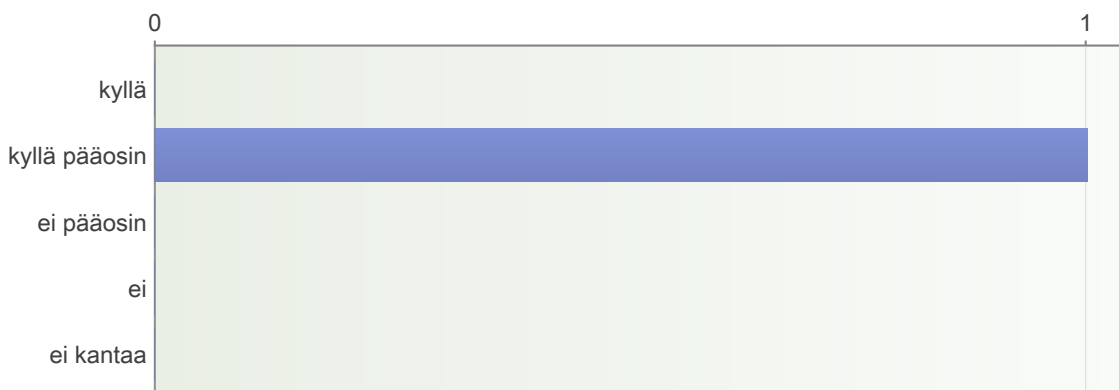 0 1
kyllä
kyllä pääosin
ei pääosin
ei
ei kantaa